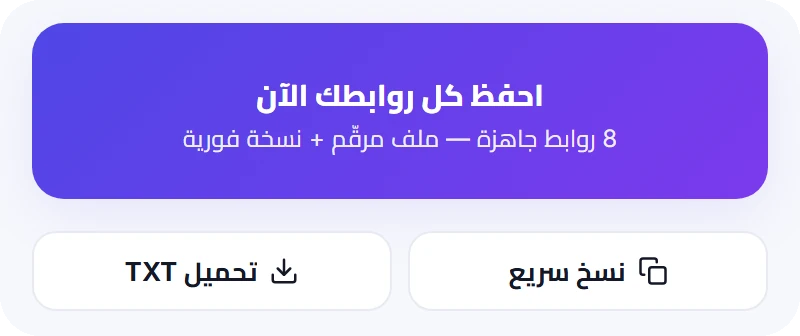 احفظ كل روابطك الآن
8 روابط جاهزة — ملف مرقّم + نسخة فورية
نسخ سريع
تحميل TXT